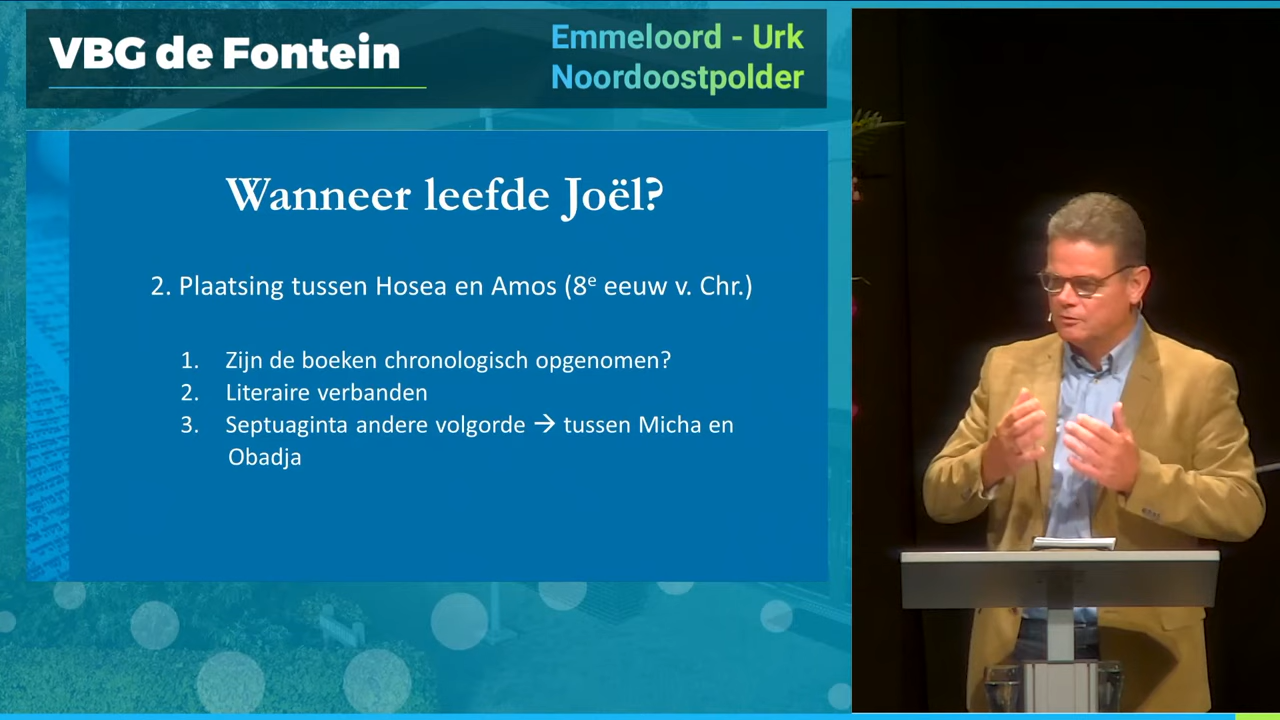 VBG de Fontein
Emmeloord - Urk
Noordoostpolder
Wanneer leefde Joël?
2. Plaatsing tussen Hosea en Amos (8e eeuw v. Chr.)
1. Zijn de boeken chronologisch opgenomen?
2. Literaire verbanden
3. Septuaginta andere volgorde → tussen Micha en
Obadja